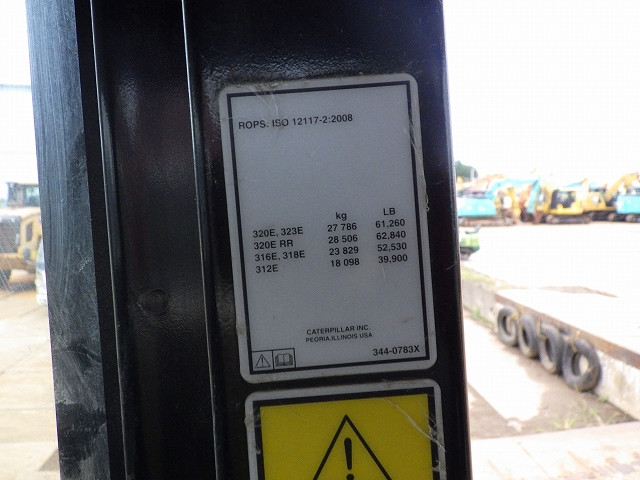 ROPS: ISO 12117-2:2008
kg LB
320E, 323E 27 786 61,260
320E RR 28 506 62,840
316E, 318E 23 829 52,530
312E 18 098 39,900
CATERPILLAR INC.
PEORIA, ILLINOIS USA
344-0783X